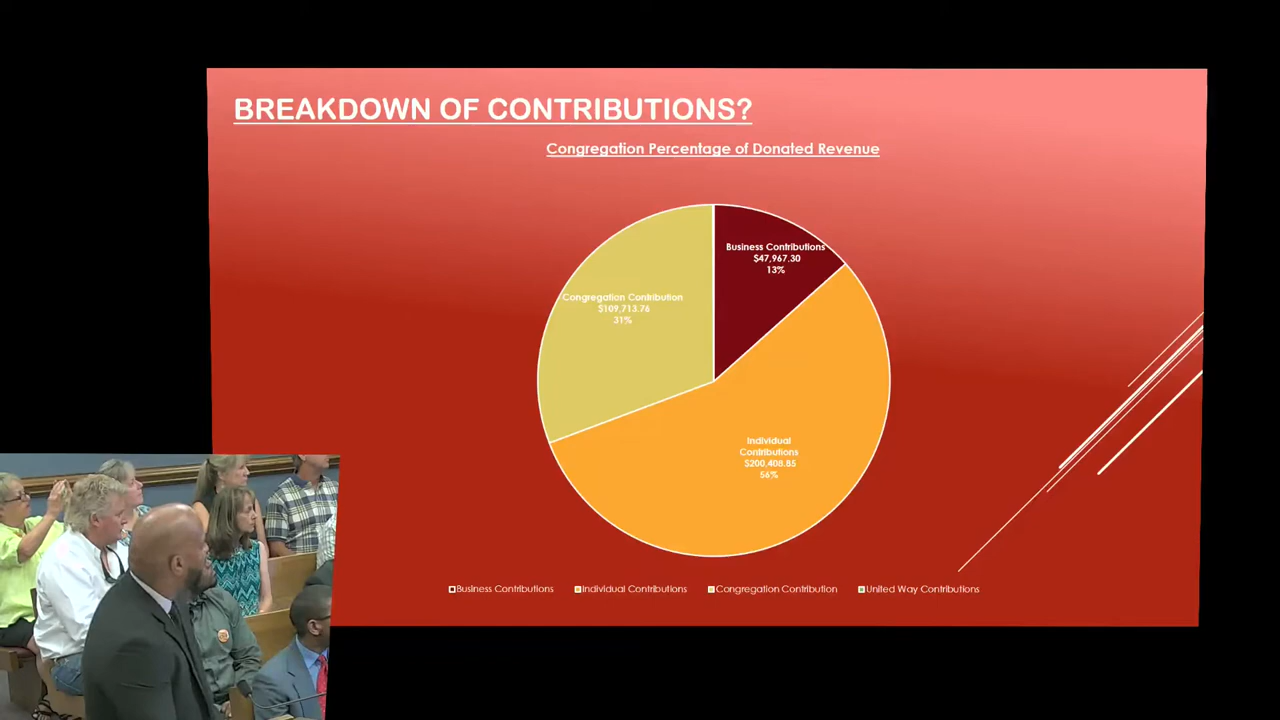 BREAKDOWN OF CONTRIBUTIONS?
Congregation Percentage of Donated Revenue
Business Contributions
$47,967.30
13%
Congregation Contribution
$109,713.76
31%
Individual
Contributions
$200,408.85
56%
Business Contributions
Individual Contributions
Congregation Contribution
United Way Contributions